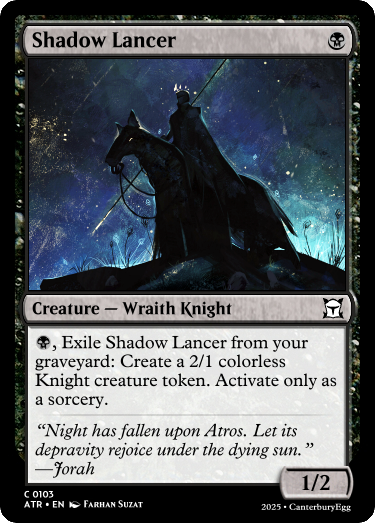 Shadow Lancer
Creature — Wraith Knight
, Exile Shadow Lancer from your
graveyard: Create a 2/1 colorless
Knight creature token. Activate only as
a sorcery.
“Night has fallen upon Atros. Let its
depravity rejoice under the dying sun.”
—Jorah
1/2
C 0103
ATR • EN Farhan Suzat
2025 • CanterburyEgg